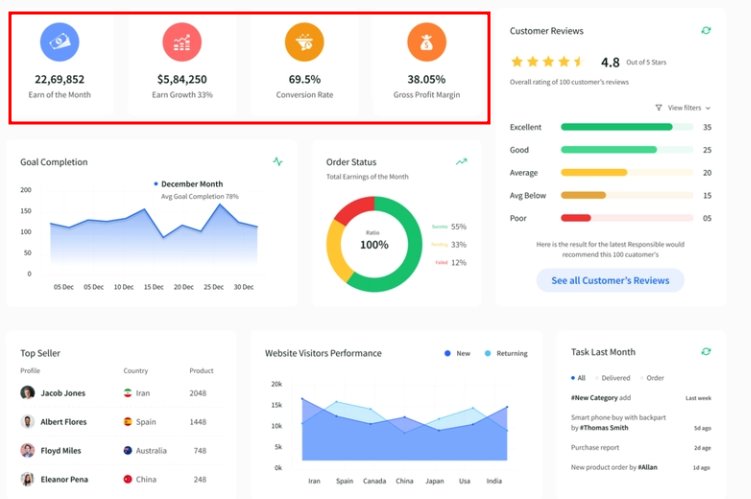 22,69,852
Earn of the Month
$5,84,250
Earn Growth 33%
69.5%
Conversion Rate
38.05%
Gross Profit Margin
Customer Reviews
4.8 Out of 5 Stars
Overall rating of 100 customer's reviews
View filters
Excellent 35
Good 25
Average 20
Avg Below 15
Poor 05
Here is the result for the latest Responsible would
recommend this 100 cuatomer's
See all Customer's Reviews
Goal Completion
December Month
Avg Goal Completion 78%
200
150
100
50
0
05 Dec 05 Dec 10 Dec 15 Dec 20 Dec 25 Dec 30 Dec
Order Status
Total Earnings of the Month
Ratio
100%
Success 55%
Pending 33%
Failed 12%
Top Seller
Profile Country Product
Jacob Jones Iran 2048
Albert Flores Spain 1448
Floyd Miles Australia 748
Eleanor Pena China 248
Website Visitors Performance
New Returning
20k
15k
10k
5k
0k
Iran Spain Canada China Japan Usa India
Task Last Month
All Delivered Order
#New Category add Last week
Smart phone buy with backpart
by #Thomas Smith 5d ago
Purchase report 2d ago
New product order by #Allan 1d ago